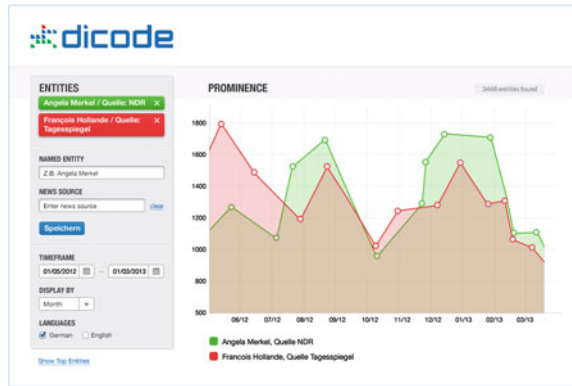 dicode
ENTITIES
Angela Merkel / Quelle: NDR ×
François Hollande / Quelle: ×
Tagesspiegel
NAMED ENTITY
Z.B. Angela Merkel
NEWS SOURCE
Enter news source clear
Speichern
TIMEFRAME
01/05/2012 – 01/03/2013
DISPLAY BY
Month
LANGUAGES
German English
Show Top Entities
PROMINENCE 3468 entities found
1800
1600
1400
1200
1000
800
500
06/12 07/12 08/12 09/12 10/12 11/12 12/12 01/13 02/13 03/13
Angela Merkel, Quelle NDR
Francois Hollande, Quelle Tagesspiegel